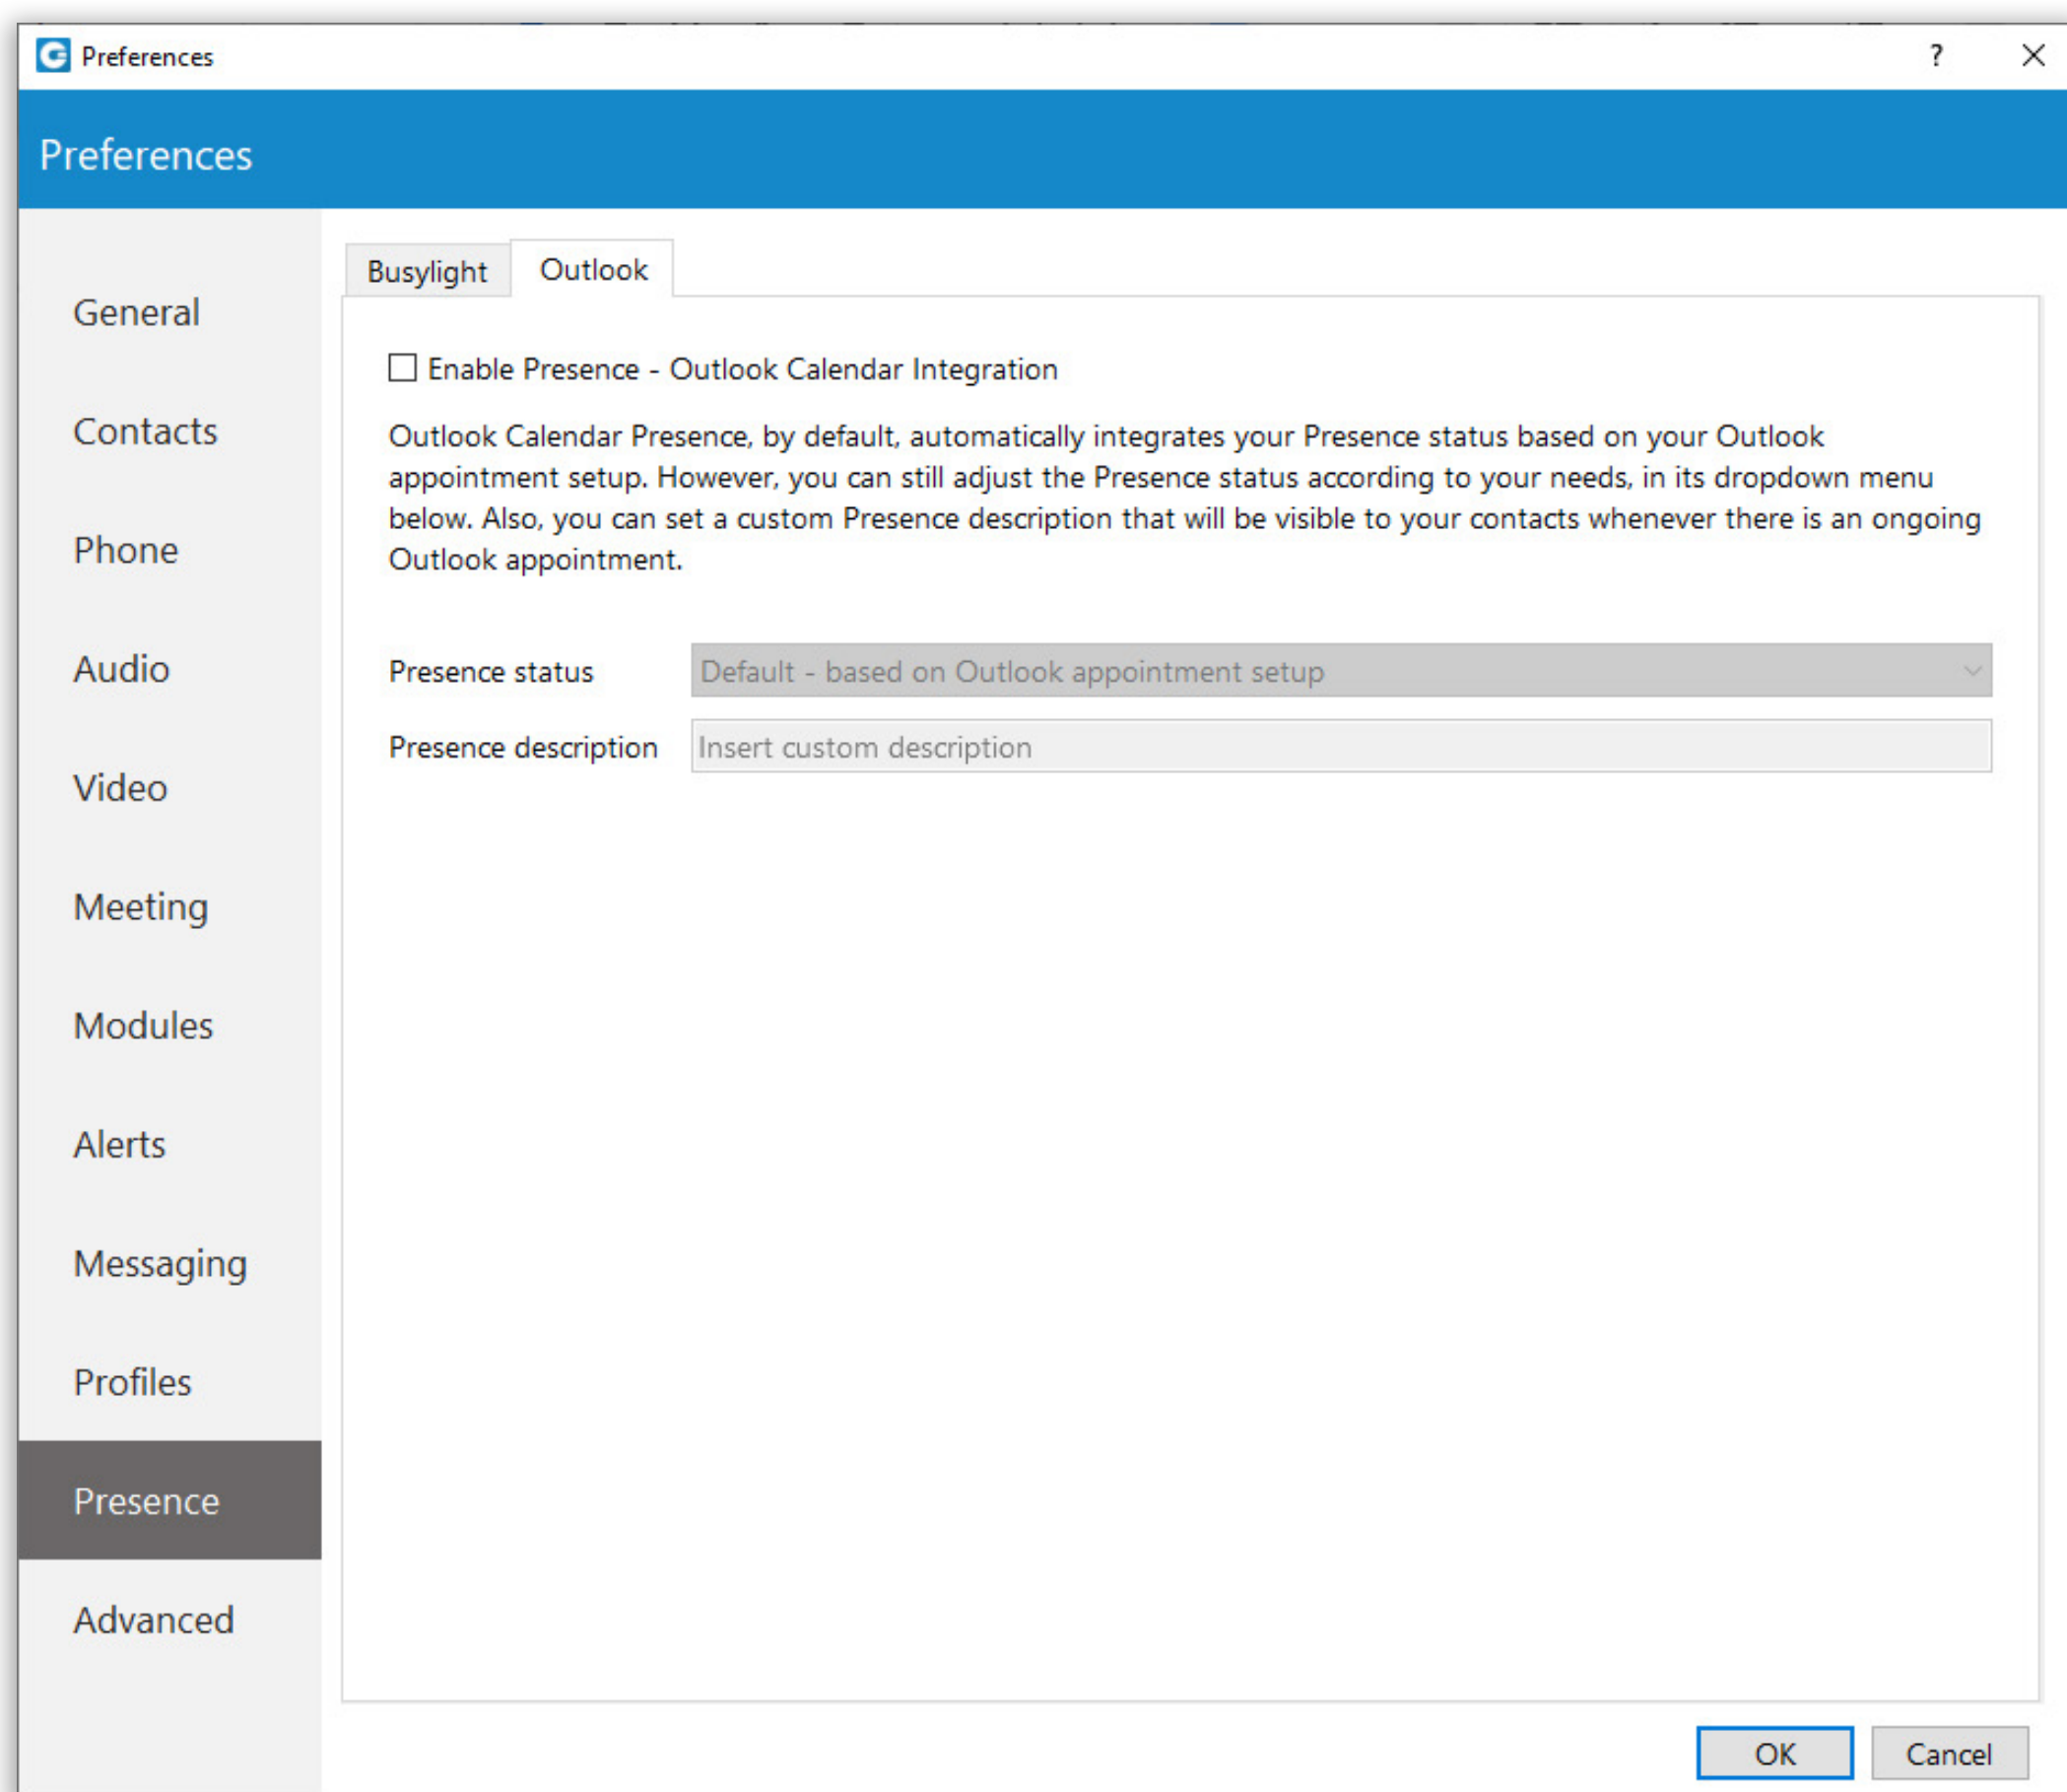 Preferences
?
Preferences
Busylight
Outlook
General
Contacts
Phone
Audio
Video
Meeting
Modules
Alerts
Messaging
Profiles
Presence
Advanced
Enable Presence - Outlook Calendar Integration
Outlook Calendar Presence, by default, automatically integrates your Presence status based on your Outlook
appointment setup. However, you can still adjust the Presence status according to your needs, in its dropdown menu
below. Also, you can set a custom Presence description that will be visible to your contacts whenever there is an ongoing
Outlook appointment.
Presence status Default - based on Outlook appointment setup
Presence description Insert custom description
OK Cancel